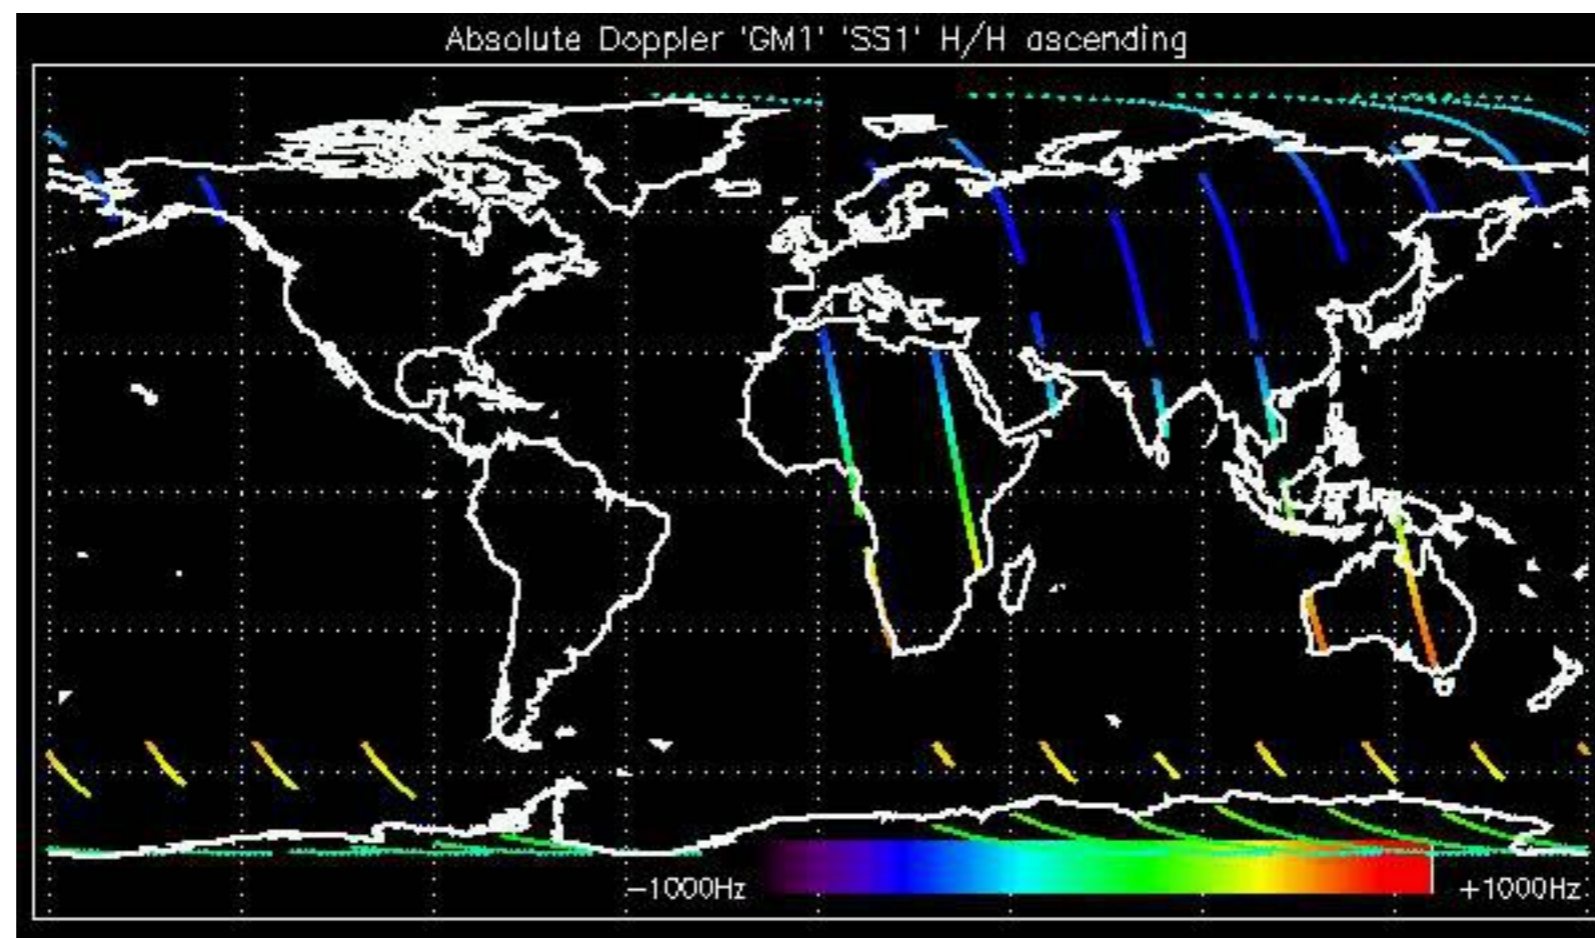 Absolute Doppler 'GM1' 'SS1' H/H ascending
−1000Hz +1000Hz